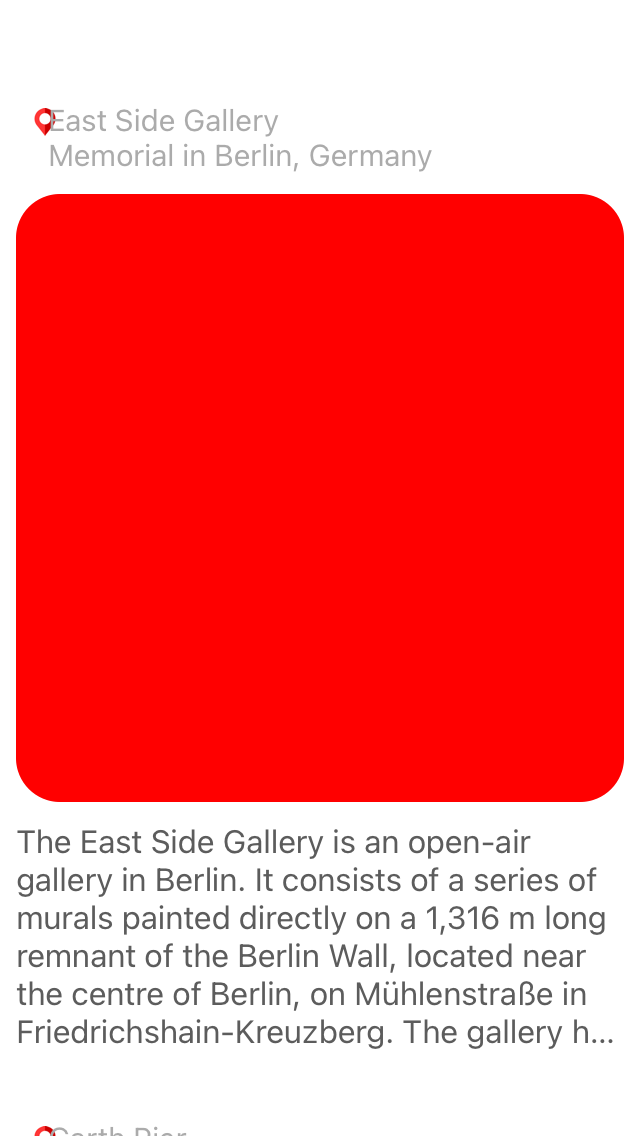 East Side Gallery
Memorial in Berlin, Germany
The East Side Gallery is an open-air
gallery in Berlin. It consists of a series of
murals painted directly on a 1,316 m long
remnant of the Berlin Wall, located near
the centre of Berlin, on Mühlenstraße in
Friedrichshain-Kreuzberg. The gallery h...